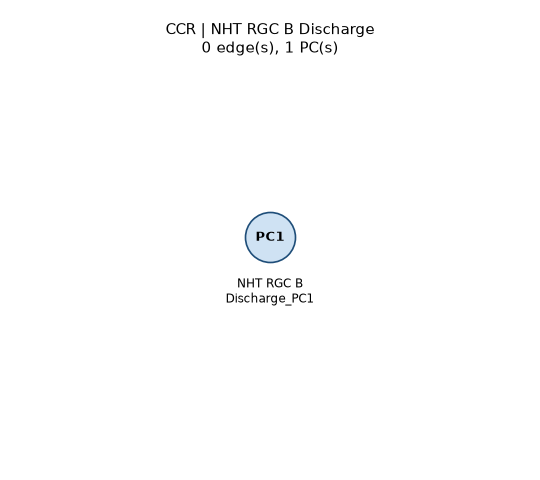 CCR | NHT RGC B Discharge
0 edge(s), 1 PC(s)
PC1
NHT RGC B
Discharge_PC1